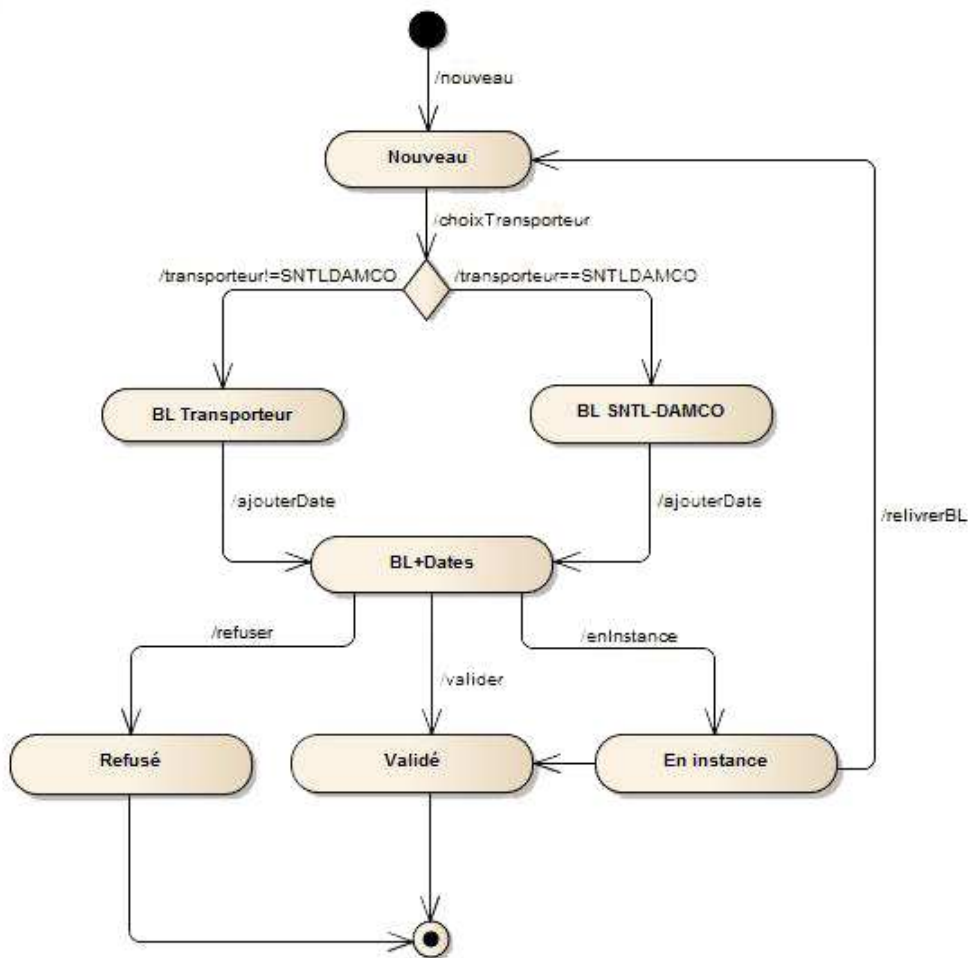 /nouveau
Nouveau
/choixTransporteur
/transporteur!=SNTLDAMCO
/transporteur==SNTLDAMCO
BL Transporteur
BL SNTL-DAMCO
/ajouterDate
/ajouterDate
/relivrerBL
BL+Dates
/refuser
/enInstance
/valider
Refusé
Validé
En instance